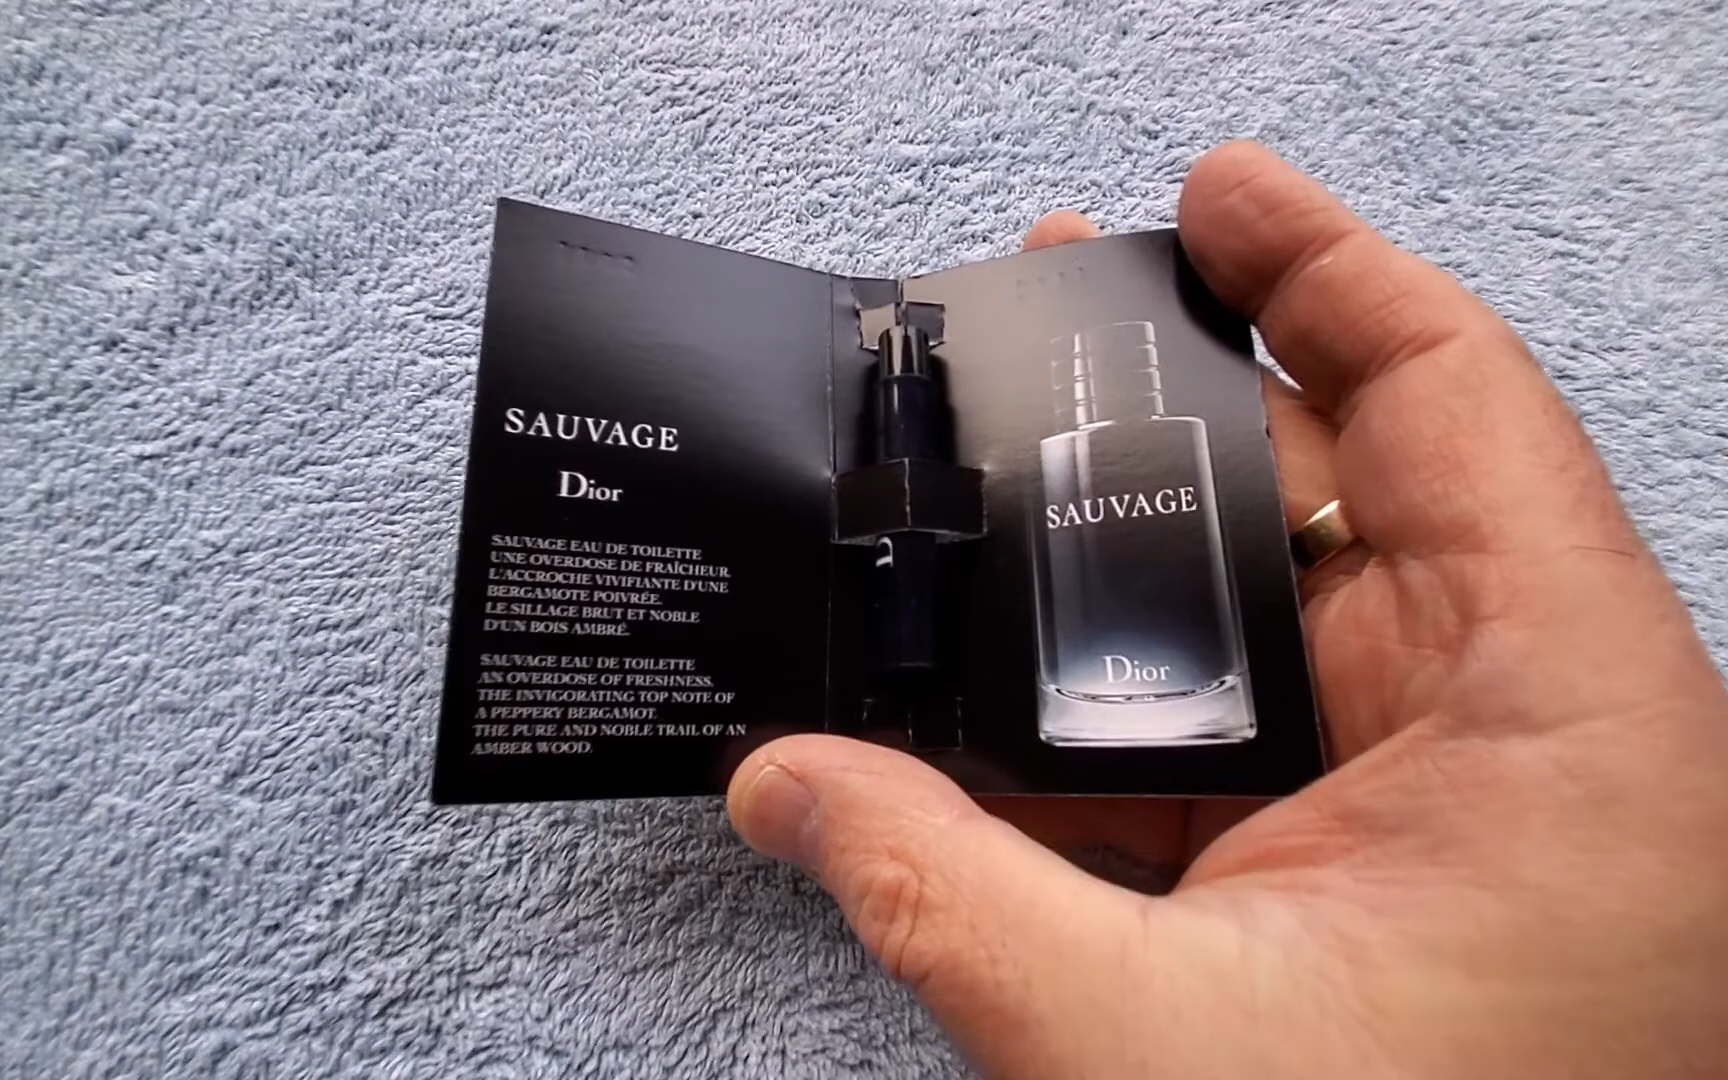 SAUVAGE
Dior
SAUVAGE EAU DE TOILETTE
UNE OVERDOSE DE FRAÎCHEUR.
L'ACCROCHE VIVIFIANTE D'UNE
BERGAMOTE POIVRÉE.
LE SILLAGE BRUT ET NOBLE
D'UN BOIS AMBRÉ.
SAUVAGE EAU DE TOILETTE
AN OVERDOSE OF FRESHNESS.
THE INVIGORATING TOP NOTE OF
A PEPPERY BERGAMOT.
THE PURE AND NOBLE TRAIL OF AN
AMBER WOOD.
D
SAUVAGE
Dior